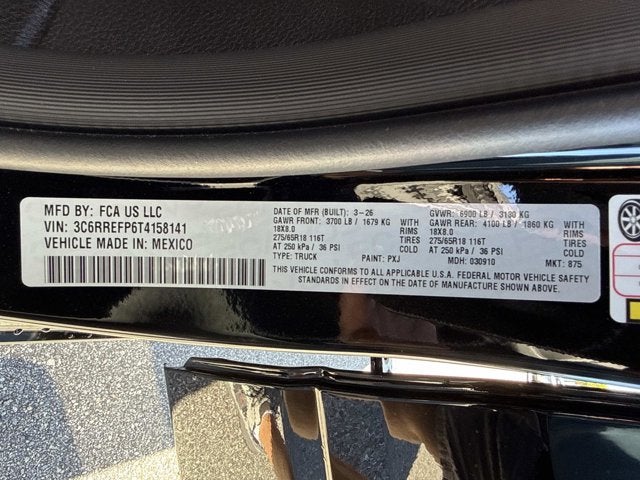 MFD BY: FCA US LLC
VIN: 3C6RREFP6T4158141
VEHICLE MADE IN: MEXICO
DATE OF MFR (BUILT): 3-26
GAWR FRONT: 3700 LB / 1679 KG
18X8.0 RIMS
275/65R18 116T TIRES
AT 250 kPa / 36 PSI COLD
TYPE: TRUCK PAINT: PXJ
GVWR: 6900 LB / 3130 KG
GAWR REAR: 4100 LB / 1860 KG
18X8.0 RIMS
275/65R18 116T TIRES
AT 250 kPa / 36 PSI COLD
MDH: 030910 MKT: 875
THIS VEHICLE CONFORMS TO ALL APPLICABLE U.S.A. FEDERAL MOTOR VEHICLE SAFETY
STANDARDS IN EFFECT ON THE DATE OF MANUFACTURE SHOWN ABOVE.